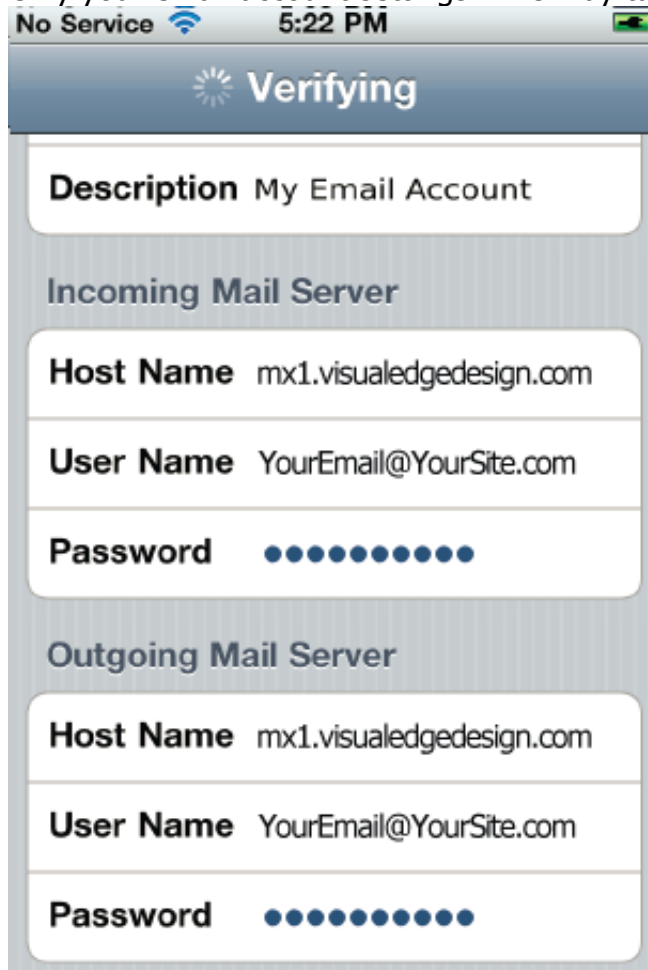 No Service 5:22 PM
Verifying
Description My Email Account
Incoming Mail Server
Host Name mx1.visualedgedesign.com
User Name YourEmail@YourSite.com
Password ●●●●●●●●●●
Outgoing Mail Server
Host Name mx1.visualedgedesign.com
User Name YourEmail@YourSite.com
Password ●●●●●●●●●●